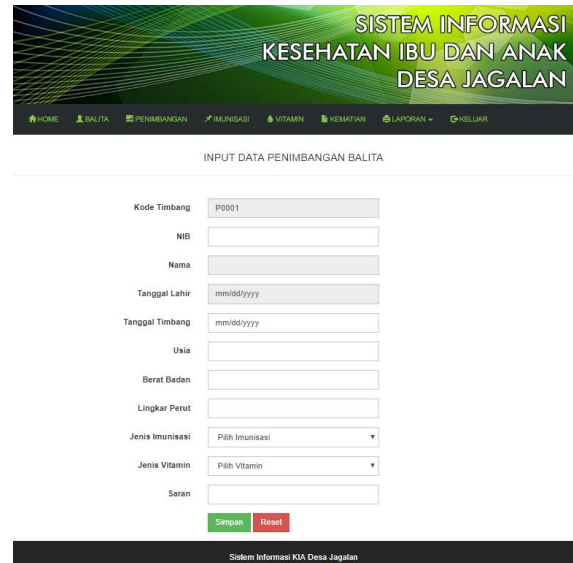 SISTEM INFORMASI
KESEHATAN IBU DAN ANAK
DESA JAGALAN
HOME BALITA PENIMBANGAN IMUNISASI VITAMIN KEMATIAN LAPORAN KELUAR
INPUT DATA PENIMBANGAN BALITA
Kode Timbang P0001
NIB
Nama
Tanggal Lahir mm/dd/yyyy
Tanggal Timbang mm/dd/yyyy
Usia
Berat Badan
Lingkar Perut
Jenis Imunisasi Pilih Imunisasi
Jenis Vitamin Pilih Vitamin
Saran
Simpan Reset
Sistem Informasi KIA Desa Jagalan